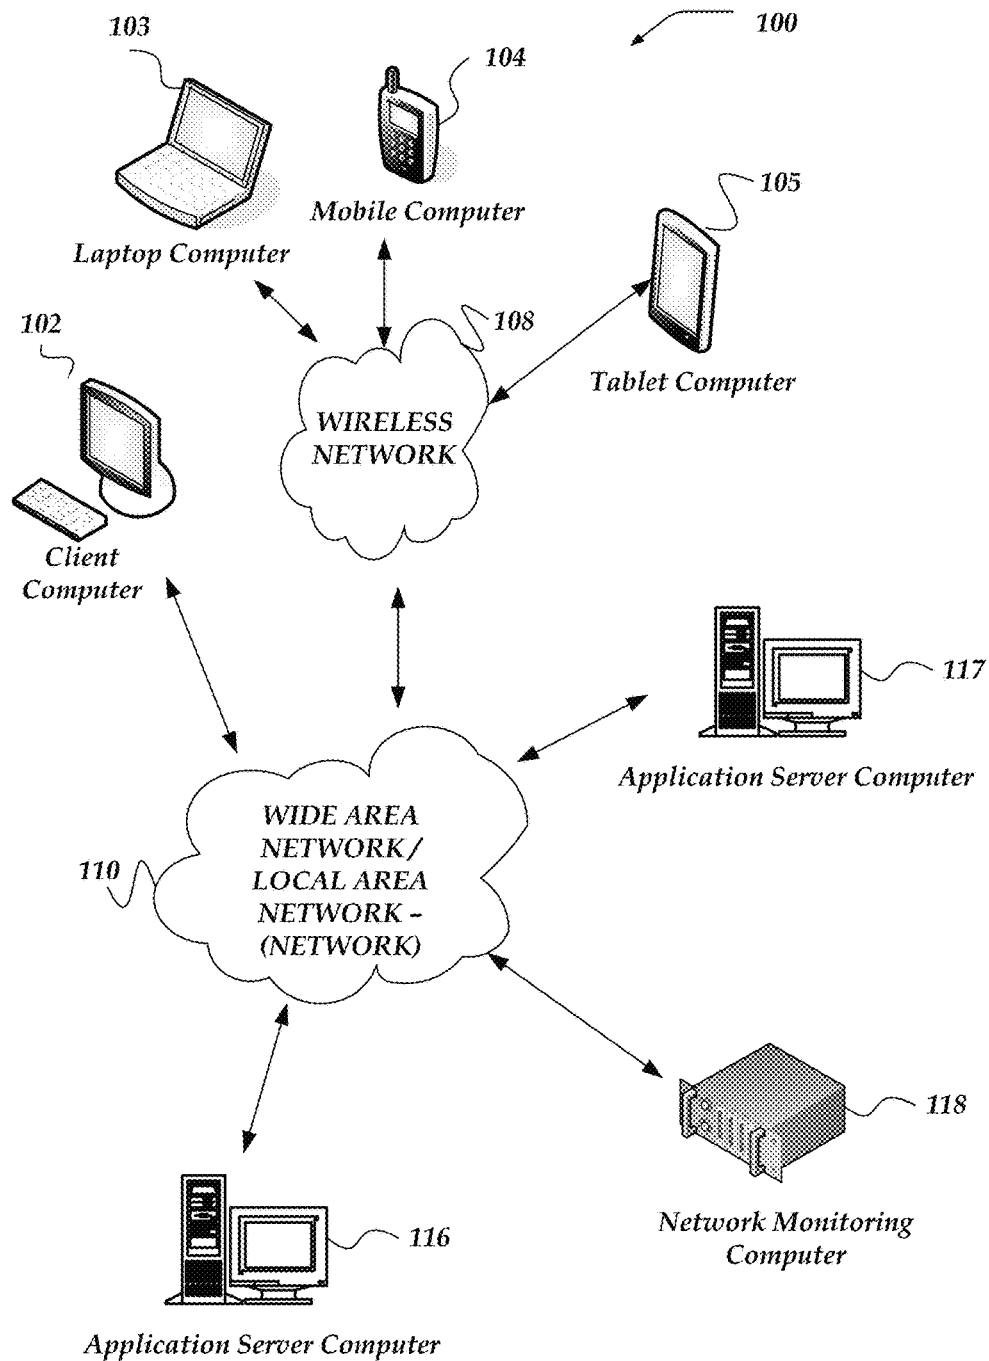 103
104
100
105
Mobile Computer
Laptop Computer
102
108
Tablet Computer
WIRELESS
NETWORK
Client
Computer
117
Application Server Computer
WIDE AREA
NETWORK /
LOCAL AREA
NETWORK –
(NETWORK)
110
118
Network Monitoring
Computer
116
Application Server Computer